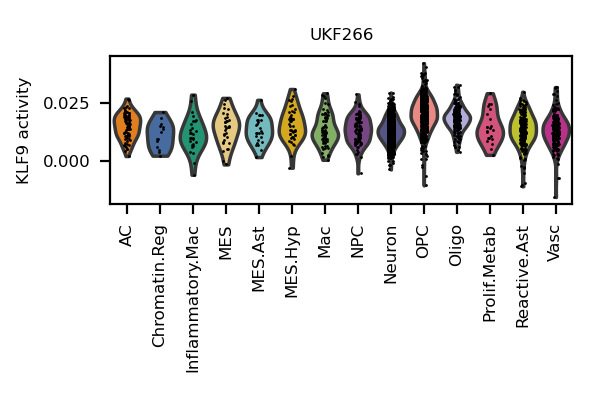 UKF266
KLF9 activity
0.025
0.000
AC
Chromatin.Reg
Inflammatory.Mac
MES
MES.Ast
MES.Hyp
Mac
NPC
Neuron
OPC
Oligo
Prolif.Metab
Reactive.Ast
Vasc